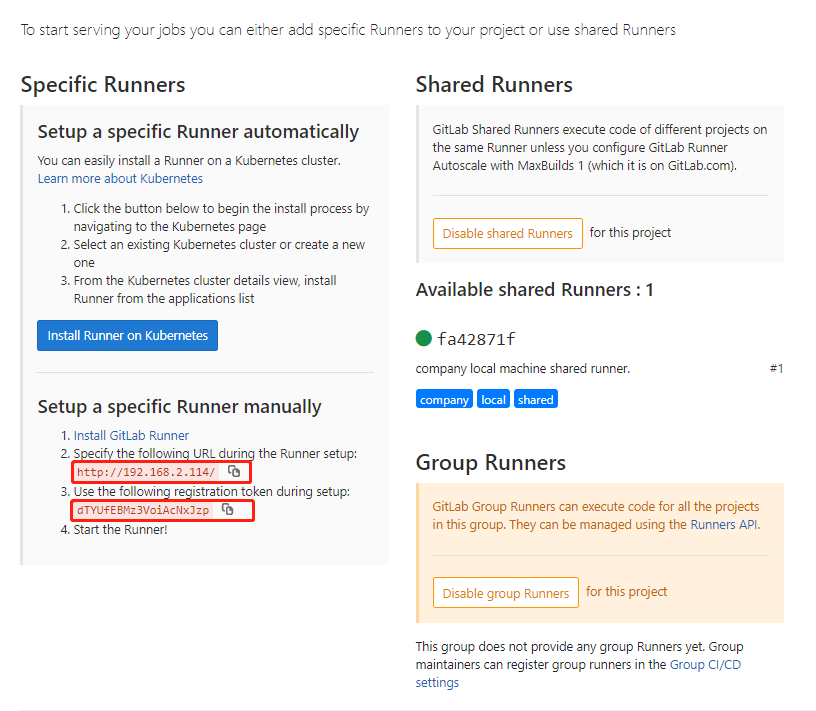 To start serving your jobs you can either add specific Runners to your project or use shared Runners
Specific Runners
Setup a specific Runner automatically
You can easily install a Runner on a Kubernetes cluster.
Learn more about Kubernetes
1. Click the button below to begin the install process by
navigating to the Kubernetes page
2. Select an existing Kubernetes cluster or create a new
one
3. From the Kubernetes cluster details view, install
Runner from the applications list
Install Runner on Kubernetes
Setup a specific Runner manually
1. Install GitLab Runner
2. Specify the following URL during the Runner setup:
http://192.168.2.114/
3. Use the following registration token during setup:
dTYUfEBMz3VoiAcNxJzp
4. Start the Runner!
Shared Runners
GitLab Shared Runners execute code of different projects on
the same Runner unless you configure GitLab Runner
Autoscale with MaxBuilds 1 (which it is on GitLab.com).
Disable shared Runners for this project
Available shared Runners : 1
fa42871f
company local machine shared runner. #1
company local shared
Group Runners
GitLab Group Runners can execute code for all the projects
in this group. They can be managed using the Runners API.
Disable group Runners for this project
This group does not provide any group Runners yet. Group
maintainers can register group runners in the Group CI/CD
settings